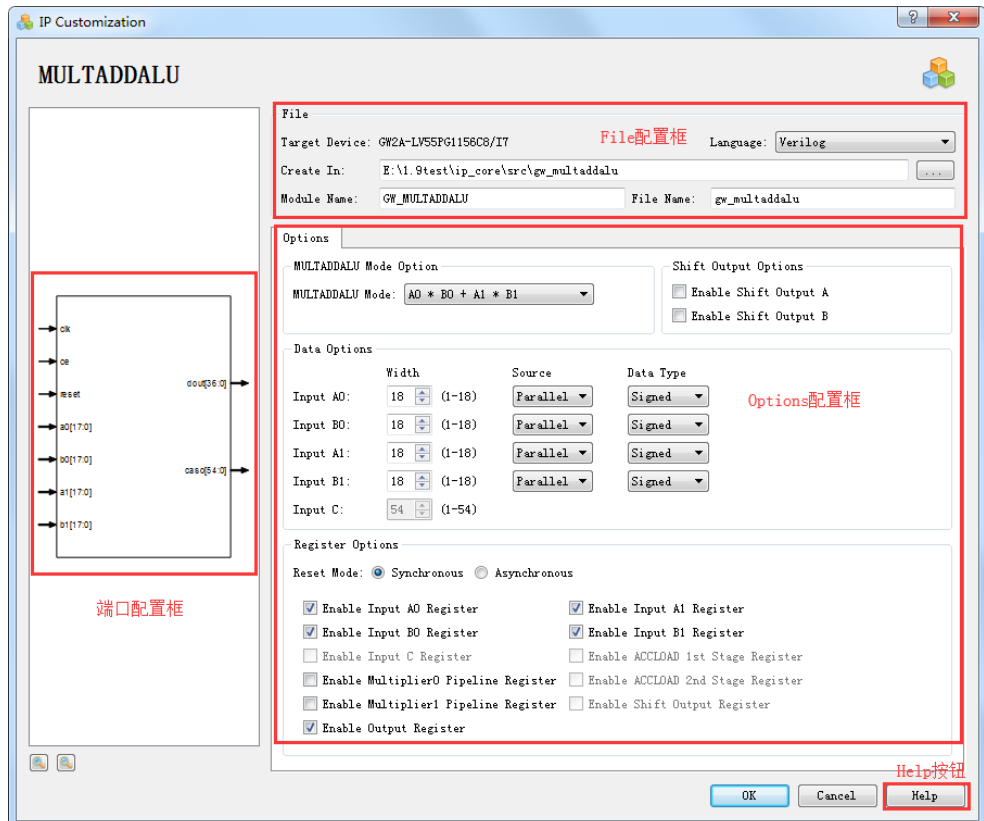 IP Customization
MULTADDALU
File
Target Device: GW2A-LV55PG1156C8/I7
File配置框
Language: Verilog
Create In: E:\1.9test\ip_core\src\gw_multaddalu ...
Module Name: GW_MULTADDALU File Name: gw_multaddalu
Options
MULTADDALU Mode Option
MULTADDALU Mode: A0 * B0 + A1 * B1
Shift Output Options
Enable Shift Output A
Enable Shift Output B
Data Options
Width Source Data Type
Input A0: 18 (1-18) Parallel Signed
Input B0: 18 (1-18) Parallel Signed
Input A1: 18 (1-18) Parallel Signed
Input B1: 18 (1-18) Parallel Signed
Input C: 54 (1-54)
Options配置框
Register Options
Reset Mode: Synchronous Asynchronous
Enable Input A0 Register Enable Input A1 Register
Enable Input B0 Register Enable Input B1 Register
Enable Input C Register Enable ACCLOAD 1st Stage Register
Enable Multiplier0 Pipeline Register Enable ACCLOAD 2nd Stage Register
Enable Multiplier1 Pipeline Register Enable Shift Output Register
Enable Output Register
clk
ce
reset
a0[17:0]
b0[17:0]
a1[17:0]
b1[17:0]
dout[36:0]
caso[54:0]
端口配置框
Help按钮
OK Cancel Help